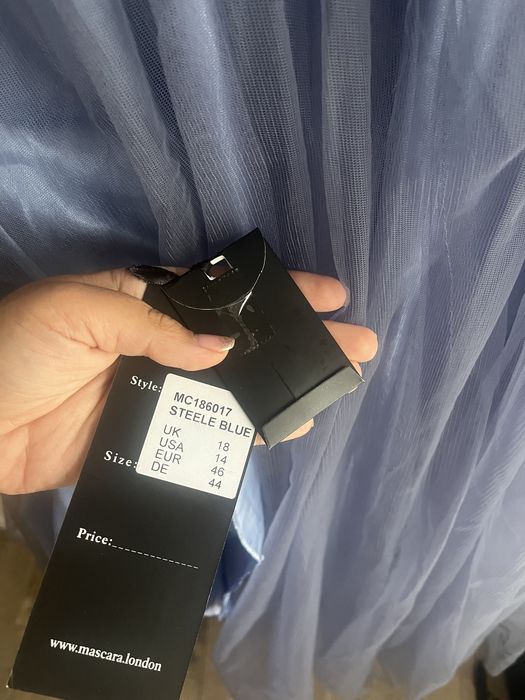 Style:
MC186017
STEELE BLUE
Size:
UK 18
USA 14
EUR 46
DE 44
Price:
www.mascara.london